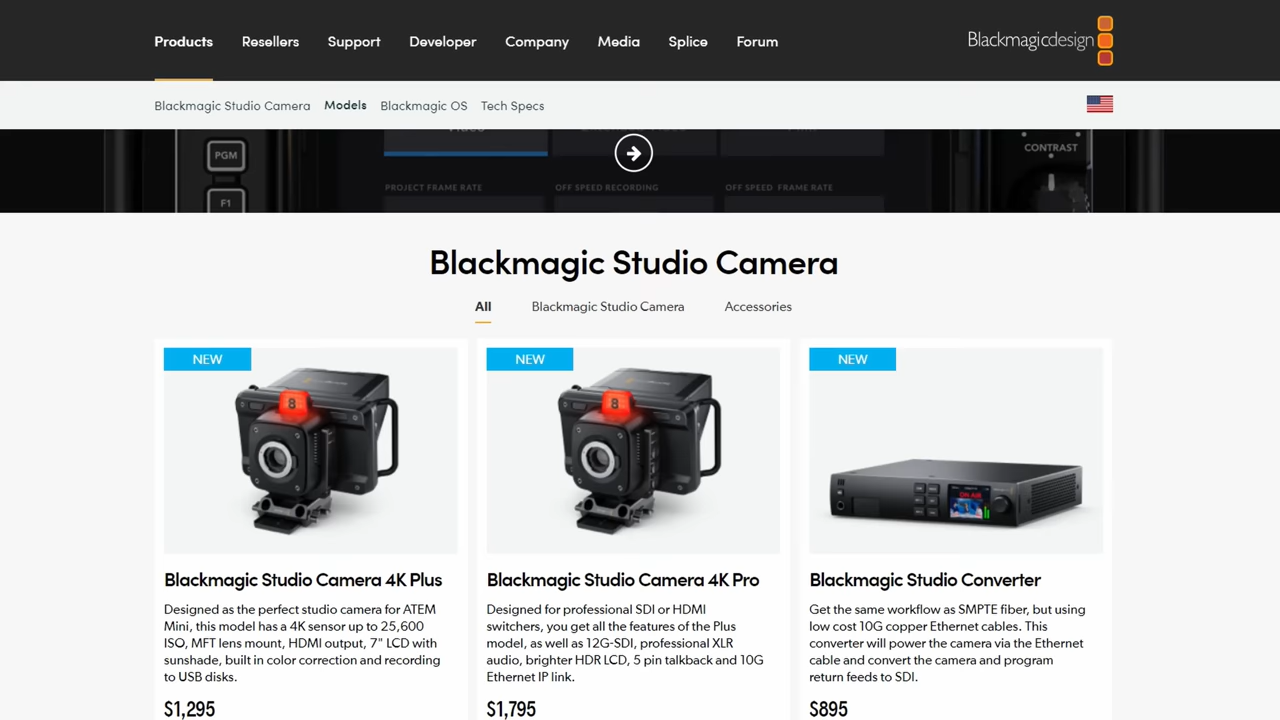 Products Resellers Support Developer Company Media Splice Forum Blackmagicdesign
Blackmagic Studio Camera Models Blackmagic OS Tech Specs
PGM
F1
PROJECT FRAME RATE OFF SPEED RECORDING OFF SPEED FRAME RATE
CONTRAST
Blackmagic Studio Camera
All Blackmagic Studio Camera Accessories
NEW
8
Blackmagic Studio Camera 4K Plus
Designed as the perfect studio camera for ATEM
Mini, this model has a 4K sensor up to 25,600
ISO, MFT lens mount, HDMI output, 7" LCD with
sunshade, built in color correction and recording
to USB disks.
$1,295
NEW
8
Blackmagic Studio Camera 4K Pro
Designed for professional SDI or HDMI
switchers, you get all the features of the Plus
model, as well as 12G-SDI, professional XLR
audio, brighter HDR LCD, 5 pin talkback and 10G
Ethernet IP link.
$1,795
NEW
ON AIR
Blackmagic Studio Converter
Get the same workflow as SMPTE fiber, but using
low cost 10G copper Ethernet cables. This
converter will power the camera via the Ethernet
cable and convert the camera and program
return feeds to SDI.
$895